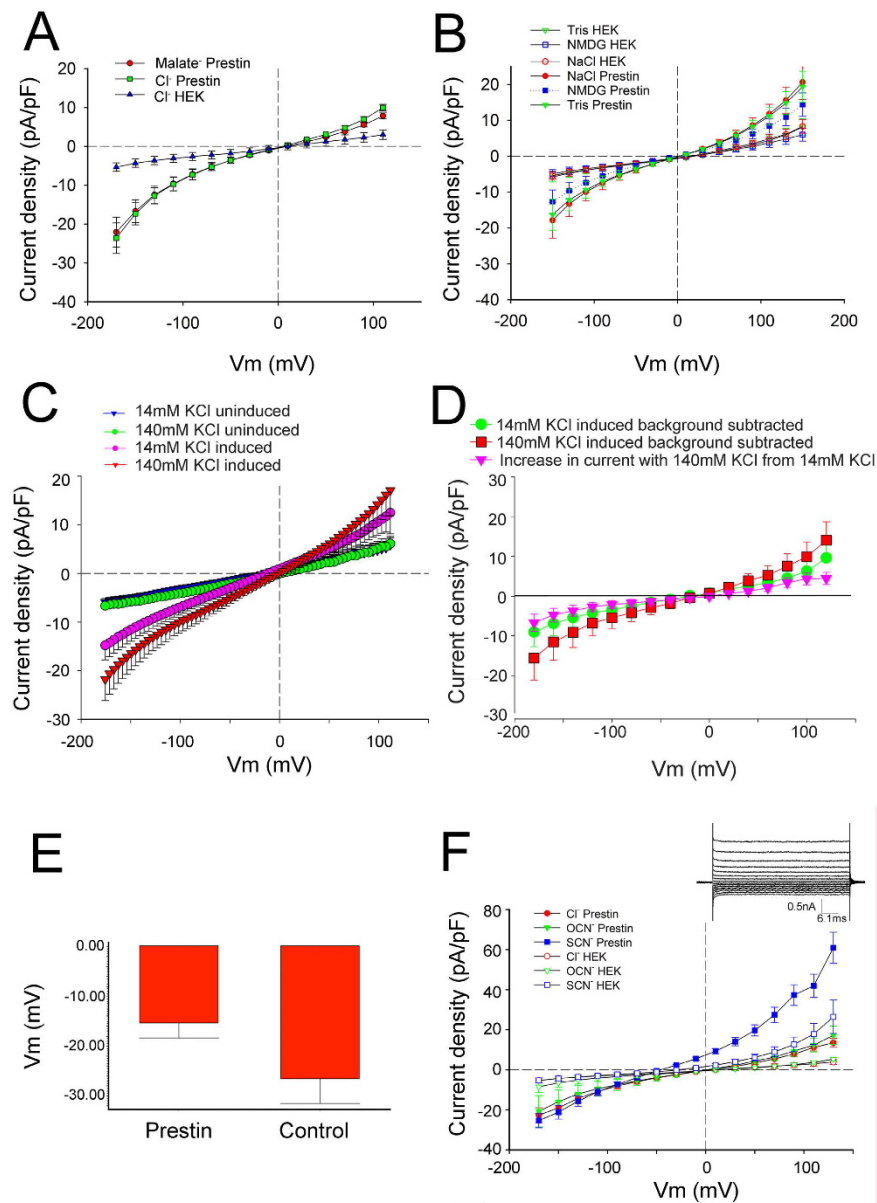 A
Malate- Prestin
Cl- Prestin
Cl- HEK
Current density (pA/pF)
20
10
0
-10
-20
-30
-40
-200
-100
0
100
Vm (mV)
B
Tris HEK
NMDG HEK
NaCl HEK
NaCl Prestin
NMDG Prestin
Tris Prestin
Current density (pA/pF)
20
10
0
-10
-20
-30
-40
-200
-100
0
100
200
Vm (mV)
C
14mM KCl uninduced
140mM KCl uninduced
14mM KCl induced
140mM KCl induced
Current density (pA/pF)
20
10
0
-10
-20
-30
-200
-100
0
100
Vm (mV)
D
14mM KCl induced background subtracted
140mM KCl induced background subtracted
Increase in current with 140mM KCl from 14mM KCl
Current density (pA/pF)
30
20
10
0
-10
-20
30
-200
-100
0
100
Vm (mV)
E
Vm (mV)
0.00
-10.00
-20.00
-30.00
Prestin
Control
F
0.5nA
6.1ms
Cl- Prestin
OCN- Prestin
SCN- Prestin
Cl- HEK
OCN- HEK
SCN- HEK
Current density (pA/pF)
80
60
40
20
0
-20
-40
-200
-100
0
100
Vm (mV)